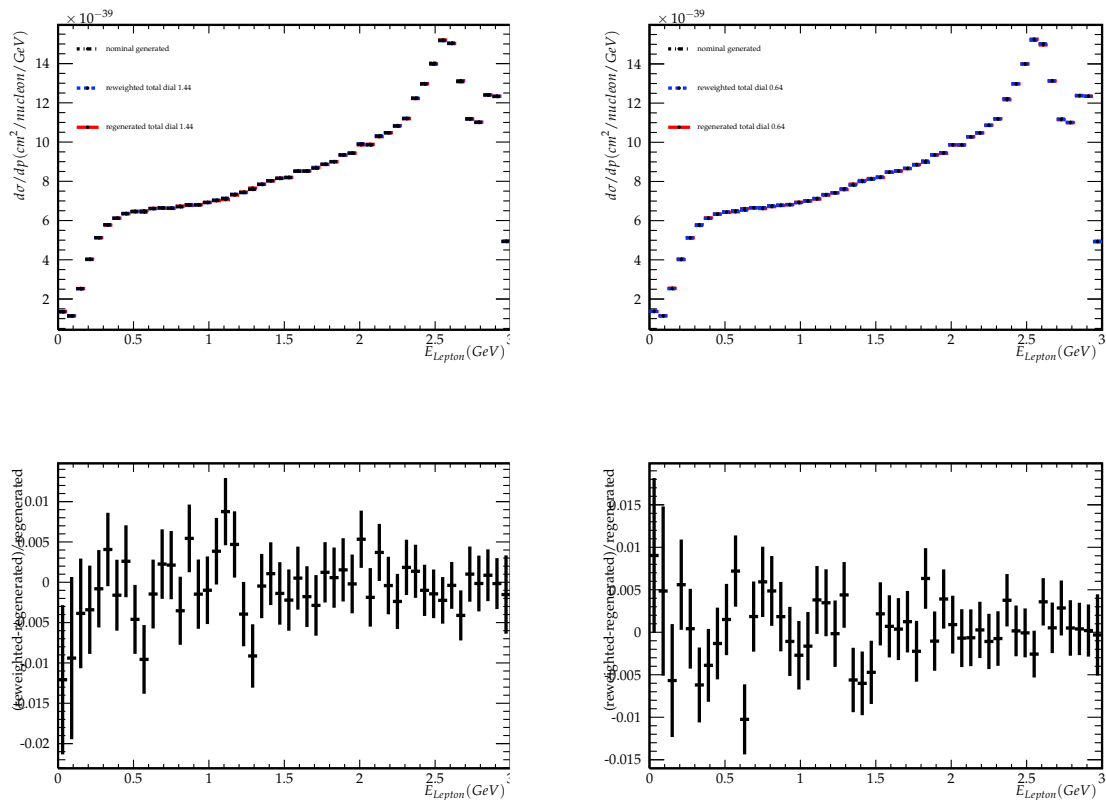 × 10⁻³⁹
dσ/dp(cm²/nucleon/GeV)
14
12
10
8
6
4
2
nominal generated
reweighted total dial 1.44
regenerated total dial 1.44
0 0.5 1 1.5 2 2.5 3
E_Lepton(GeV)
× 10⁻³⁹
dσ/dp(cm²/nucleon/GeV)
14
12
10
8
6
4
2
nominal generated
reweighted total dial 0.64
regenerated total dial 0.64
0 0.5 1 1.5 2 2.5 3
E_Lepton(GeV)
(reweighted-regenerated)/regenerated
0.01
0.005
0
-0.005
-0.01
-0.015
-0.02
0 0.5 1 1.5 2 2.5 3
E_Lepton(GeV)
(reweighted-regenerated)/regenerated
0.015
0.01
0.005
0
-0.005
-0.01
-0.015
0 0.5 1 1.5 2 2.5 3
E_Lepton(GeV)